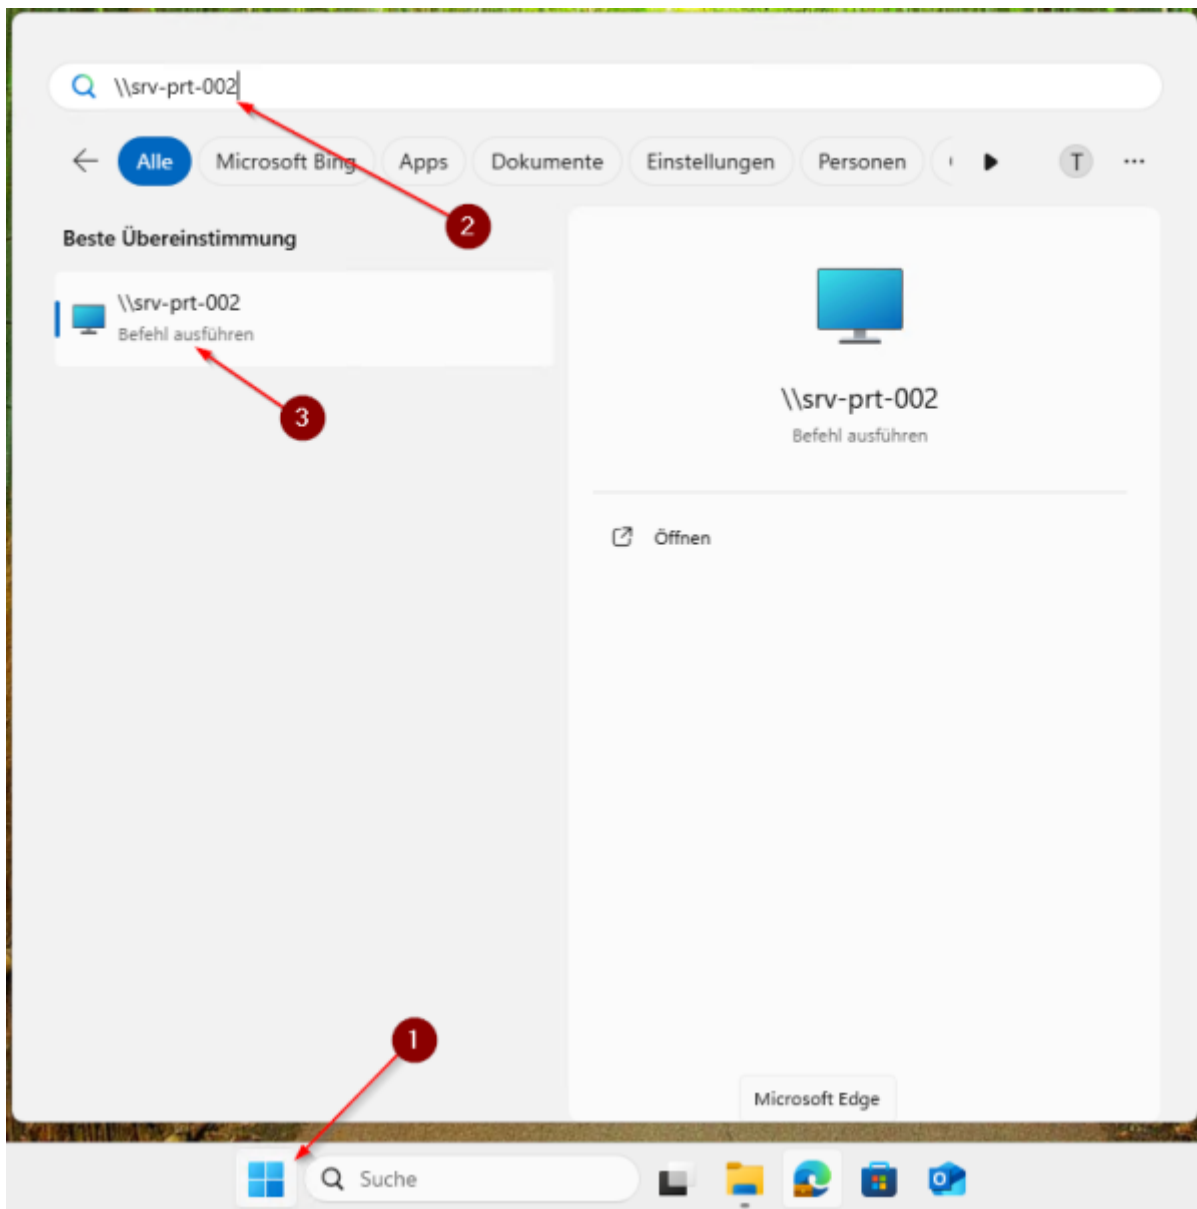 \\srv-prt-002
Alle Microsoft Bing Apps Dokumente Einstellungen Personen T ...
2
Beste Übereinstimmung
\\srv-prt-002
Befehl ausführen
3
\\srv-prt-002
Befehl ausführen
Öffnen
1
Microsoft Edge
Suche